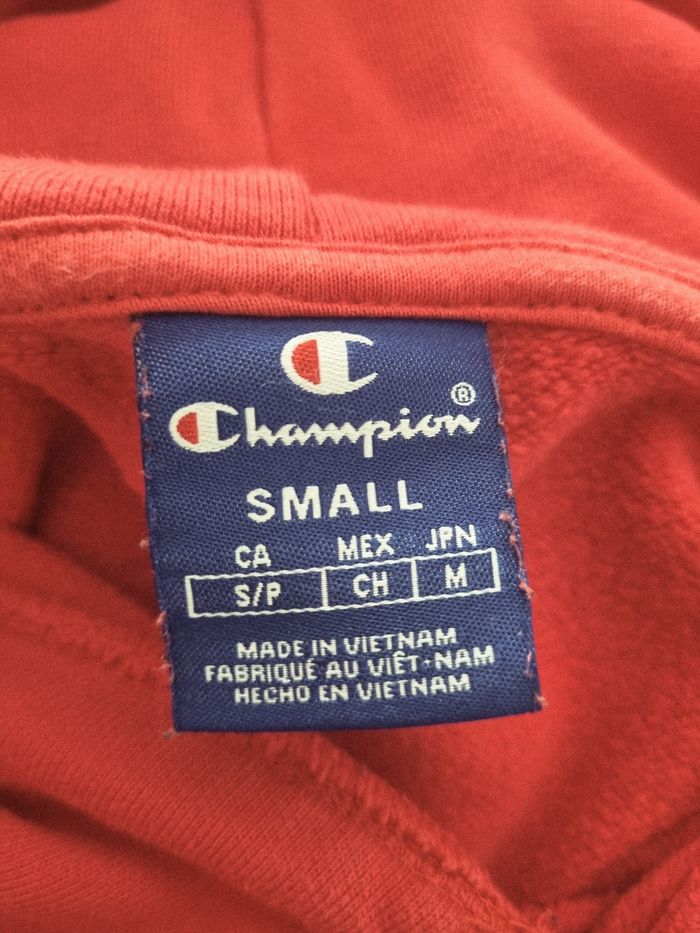 Champion®
SMALL
CA MEX JPN
S/P CH M
MADE IN VIETNAM
FABRIQUÉ AU VIÊT-NAM
HECHO EN VIETNAM